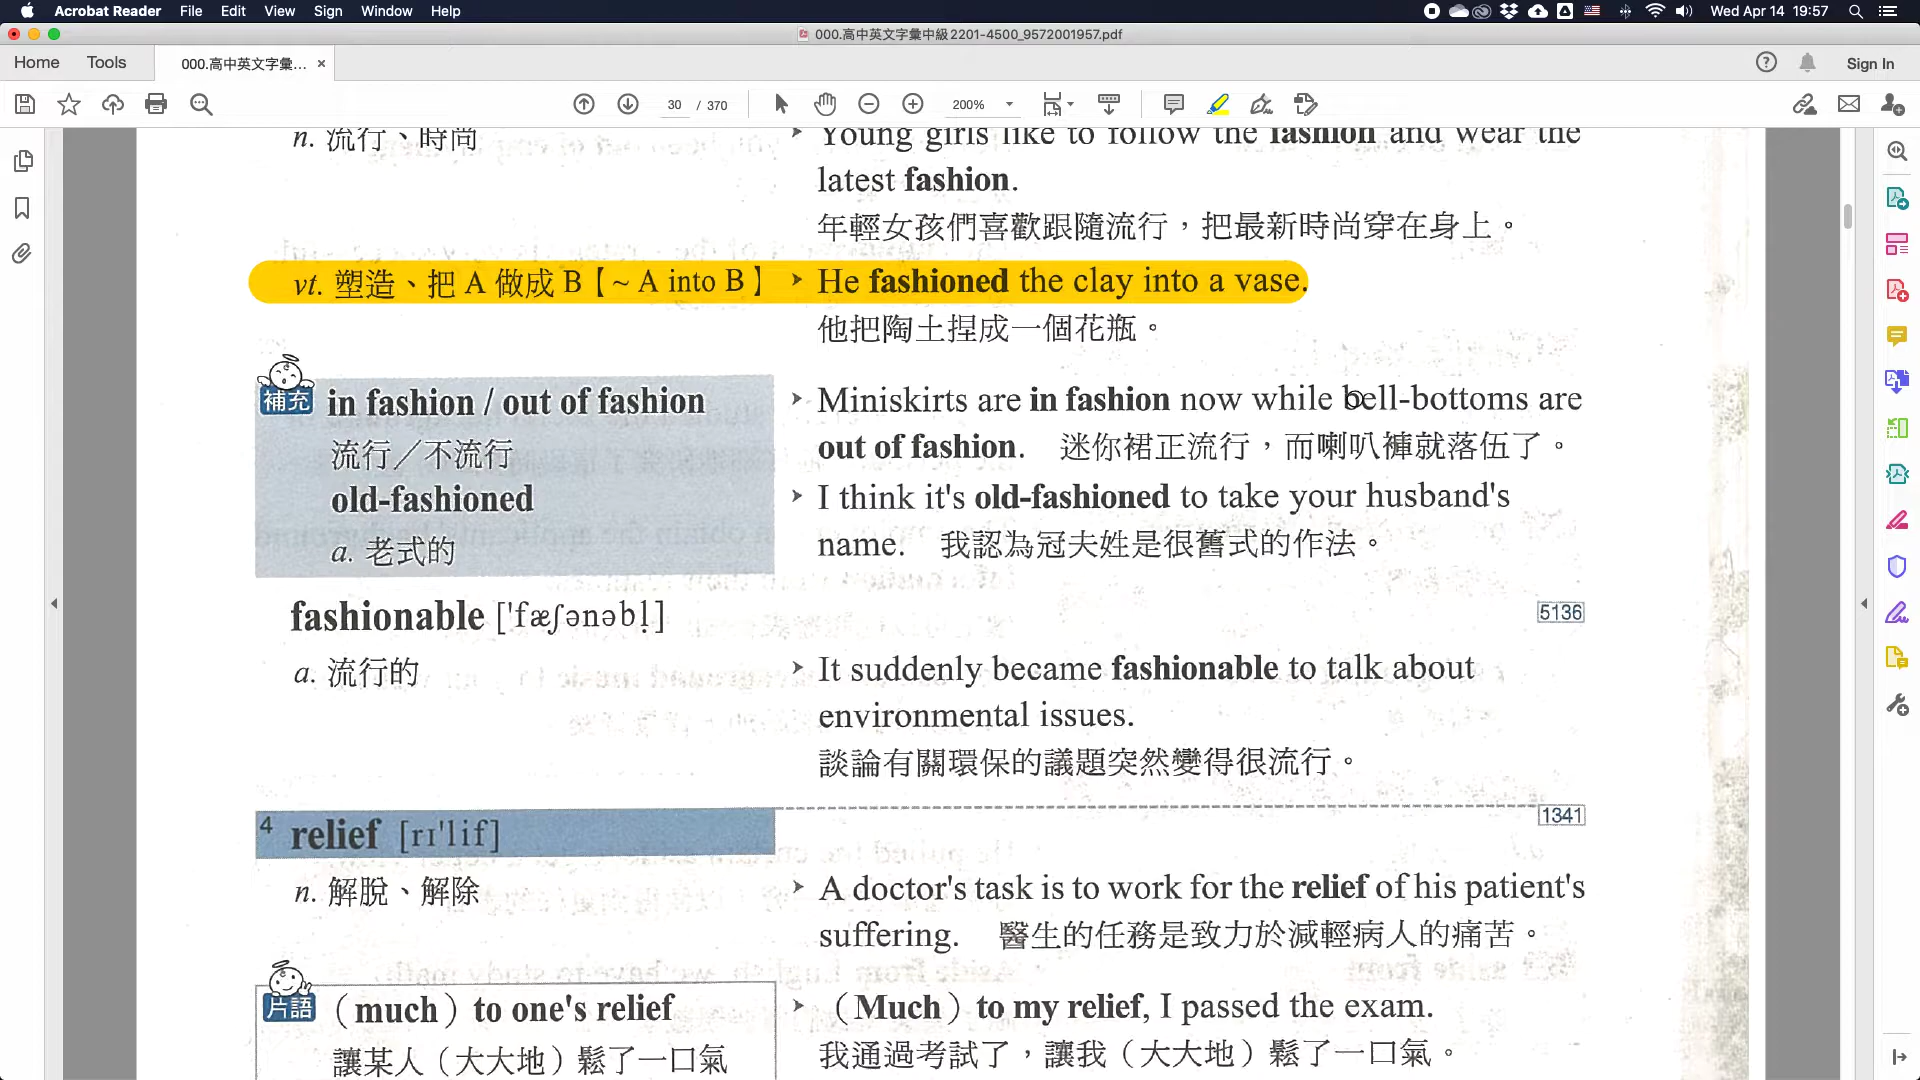 Acrobat Reader File Edit View Sign Window Help Wed Apr 14 19:57
000.高中英文字彙中級2201-4500_9572001957.pdf
Home Tools 000.高中英文字彙... × Sign In
30 / 370 200%
n. 流行、時尚 Young girls like to follow the fashion and wear the
latest fashion.
年輕女孩們喜歡跟隨流行，把最新時尚穿在身上。
vt. 塑造、把 A 做成 B【~ A into B】 He fashioned the clay into a vase.
他把陶土捏成一個花瓶。
補充 in fashion / out of fashion Miniskirts are in fashion now while bell-bottoms are
流行／不流行 out of fashion. 迷你裙正流行，而喇叭褲就落伍了。
old-fashioned I think it's old-fashioned to take your husband's
a. 老式的 name. 我認為冠夫姓是很舊式的作法。
fashionable [ˈfæʃənəbl̩] 5136
a. 流行的 It suddenly became fashionable to talk about
environmental issues.
談論有關環保的議題突然變得很流行。
4 relief [rɪˈlif] 1341
n. 解脫、解除 A doctor's task is to work for the relief of his patient's
suffering. 醫生的任務是致力於減輕病人的痛苦。
片語 （much）to one's relief （Much）to my relief, I passed the exam.
讓某人（大大地）鬆了一口氣 我通過考試了，讓我（大大地）鬆了一口氣。